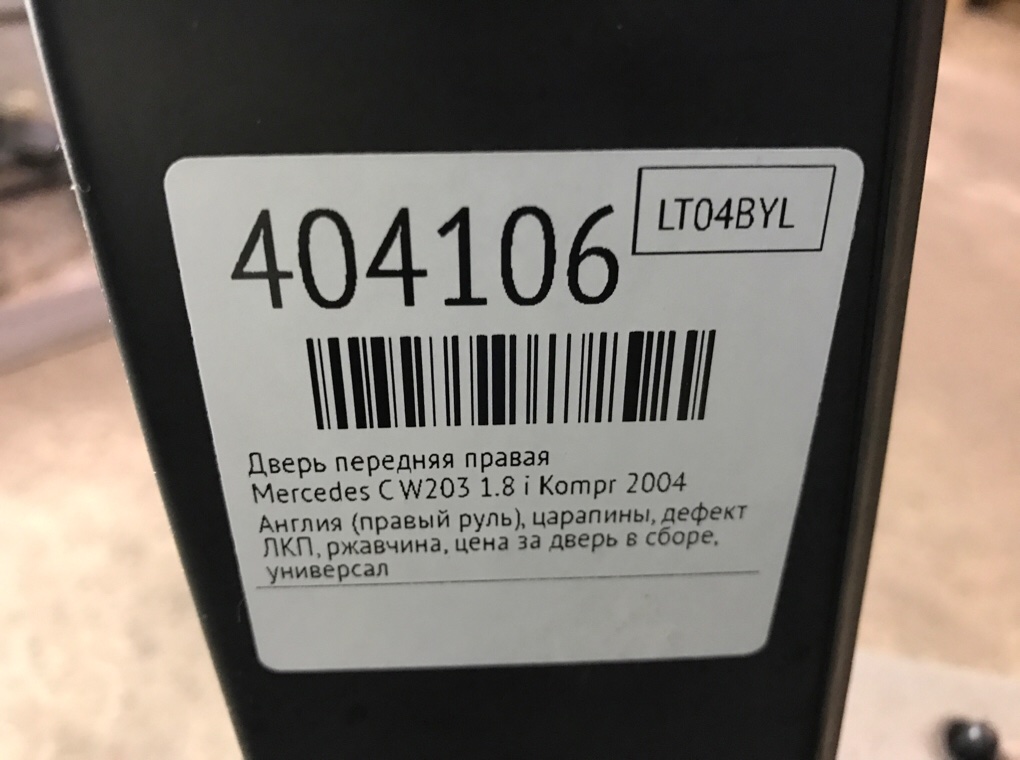 404106
LT04BYL
Дверь передняя правая
Mercedes C W203 1.8 i Kompr 2004
Англия (правый руль), царапины, дефект
ЛКП, ржавчина, цена за дверь в сборе,
универсал